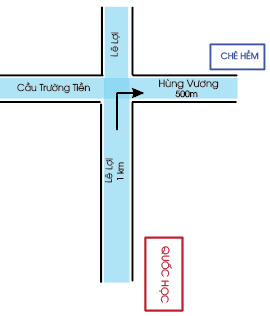 Lê Lợi
CHÈ HẺM
Cầu Trường Tiền
Hùng Vương
500m
Lê Lợi
1 km
QUỐC HỌC